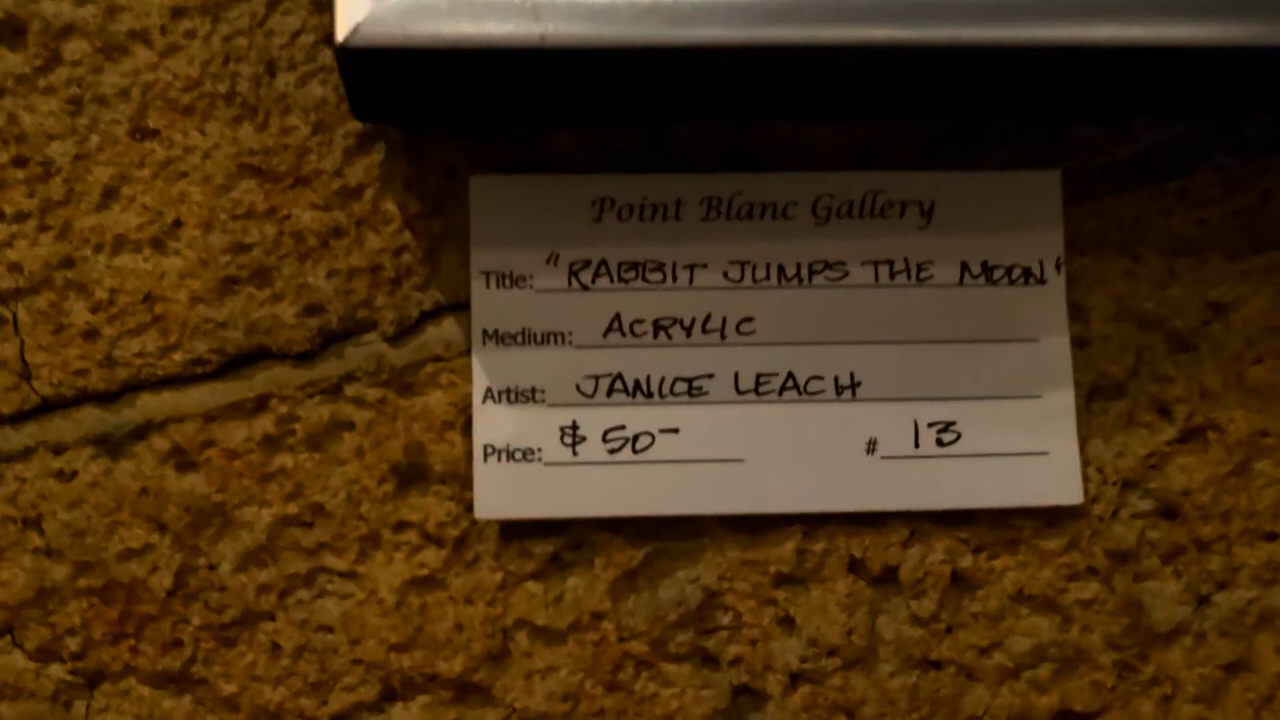 Point Blanc Gallery
Title: "RABBIT JUMPS THE MOON"
Medium: ACRYLIC
Artist: JANICE LEACH
Price: $ 50- # 13